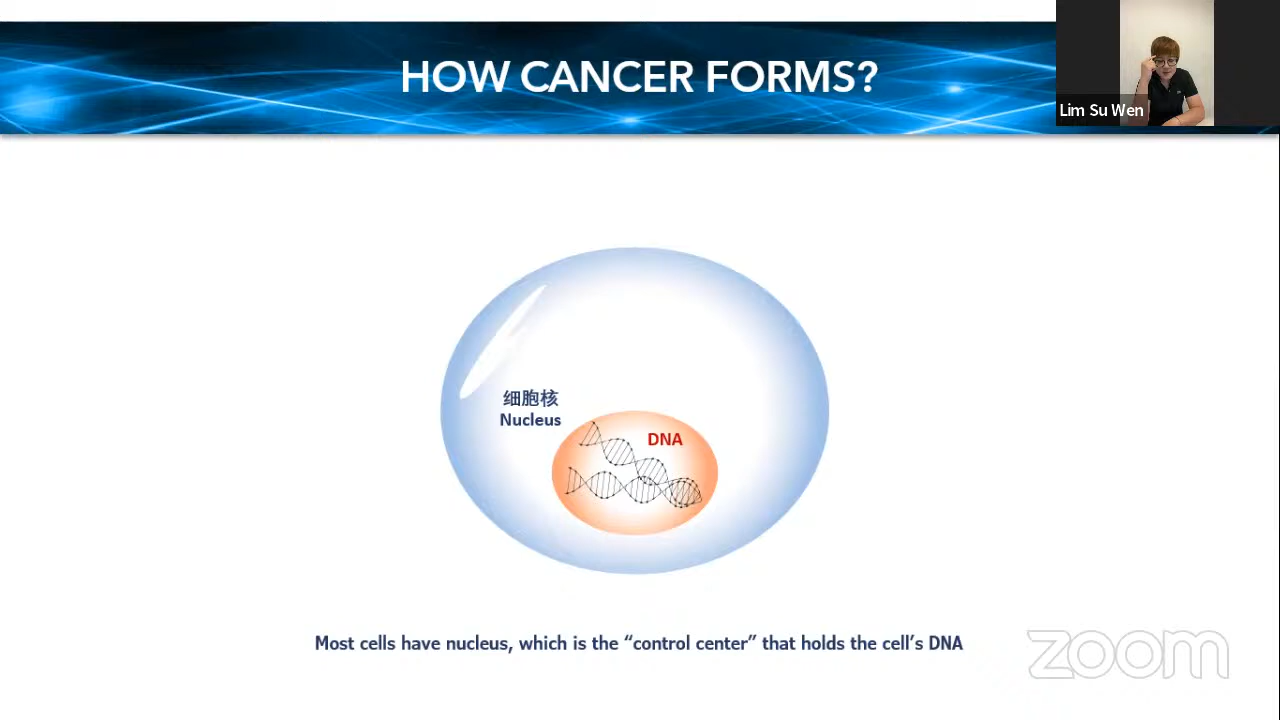 HOW CANCER FORMS?
Lim Su Wen
细胞核
Nucleus
DNA
Most cells have nucleus, which is the “control center” that holds the cell’s DNA
zoom